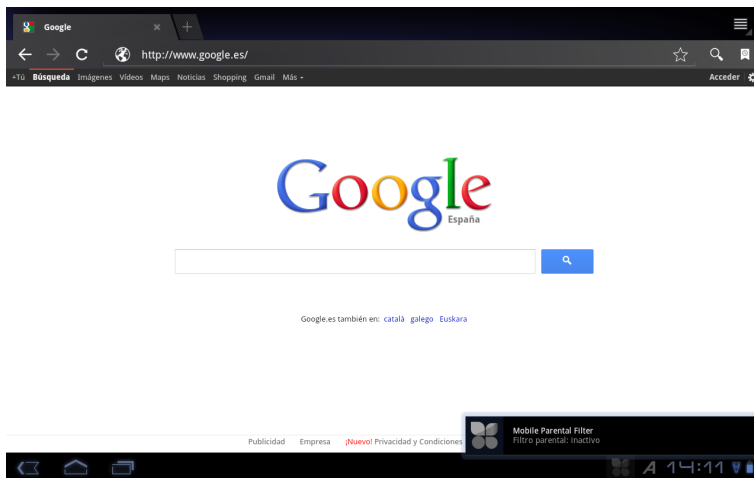 Google
http://www.google.es/
+Tú Búsqueda Imágenes Vídeos Maps Noticias Shopping Gmail Más
Acceder
Google
España
Google.es también en: català galego Euskara
Publicidad Empresa ¡Nuevo! Privacidad y Condiciones
Mobile Parental Filter
Filtro parental: inactivo
A 14:11